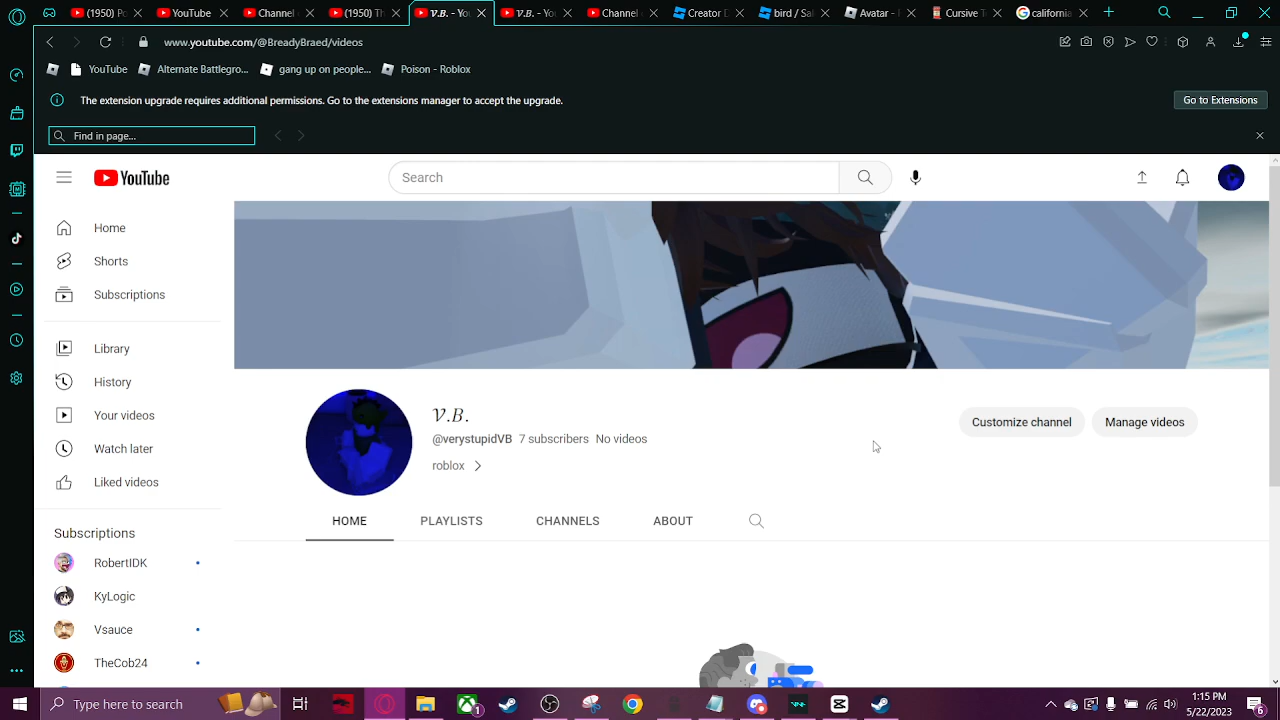 YouTube
Channel
(1950) Th
𝓥.𝓑. - you
𝓥.𝓑. - You
Channel
Creator D
bird / Sal
Avatar -
Cursive Te
california
www.youtube.com/@BreadyBraed/videos
YouTube
Alternate Battlegro...
gang up on people...
Poison - Roblox
The extension upgrade requires additional permissions. Go to the extensions manager to accept the upgrade.
Go to Extensions
Find in page...
YouTube
Search
Home
Shorts
Subscriptions
Library
History
Your videos
Watch later
Liked videos
Subscriptions
RobertIDK
KyLogic
Vsauce
TheCob24
𝓥.𝓑.
@verystupidVB 7 subscribers No videos
roblox
Customize channel
Manage videos
HOME
PLAYLISTS
CHANNELS
ABOUT
Type here to search
1:15 PM
5/22/2023
6